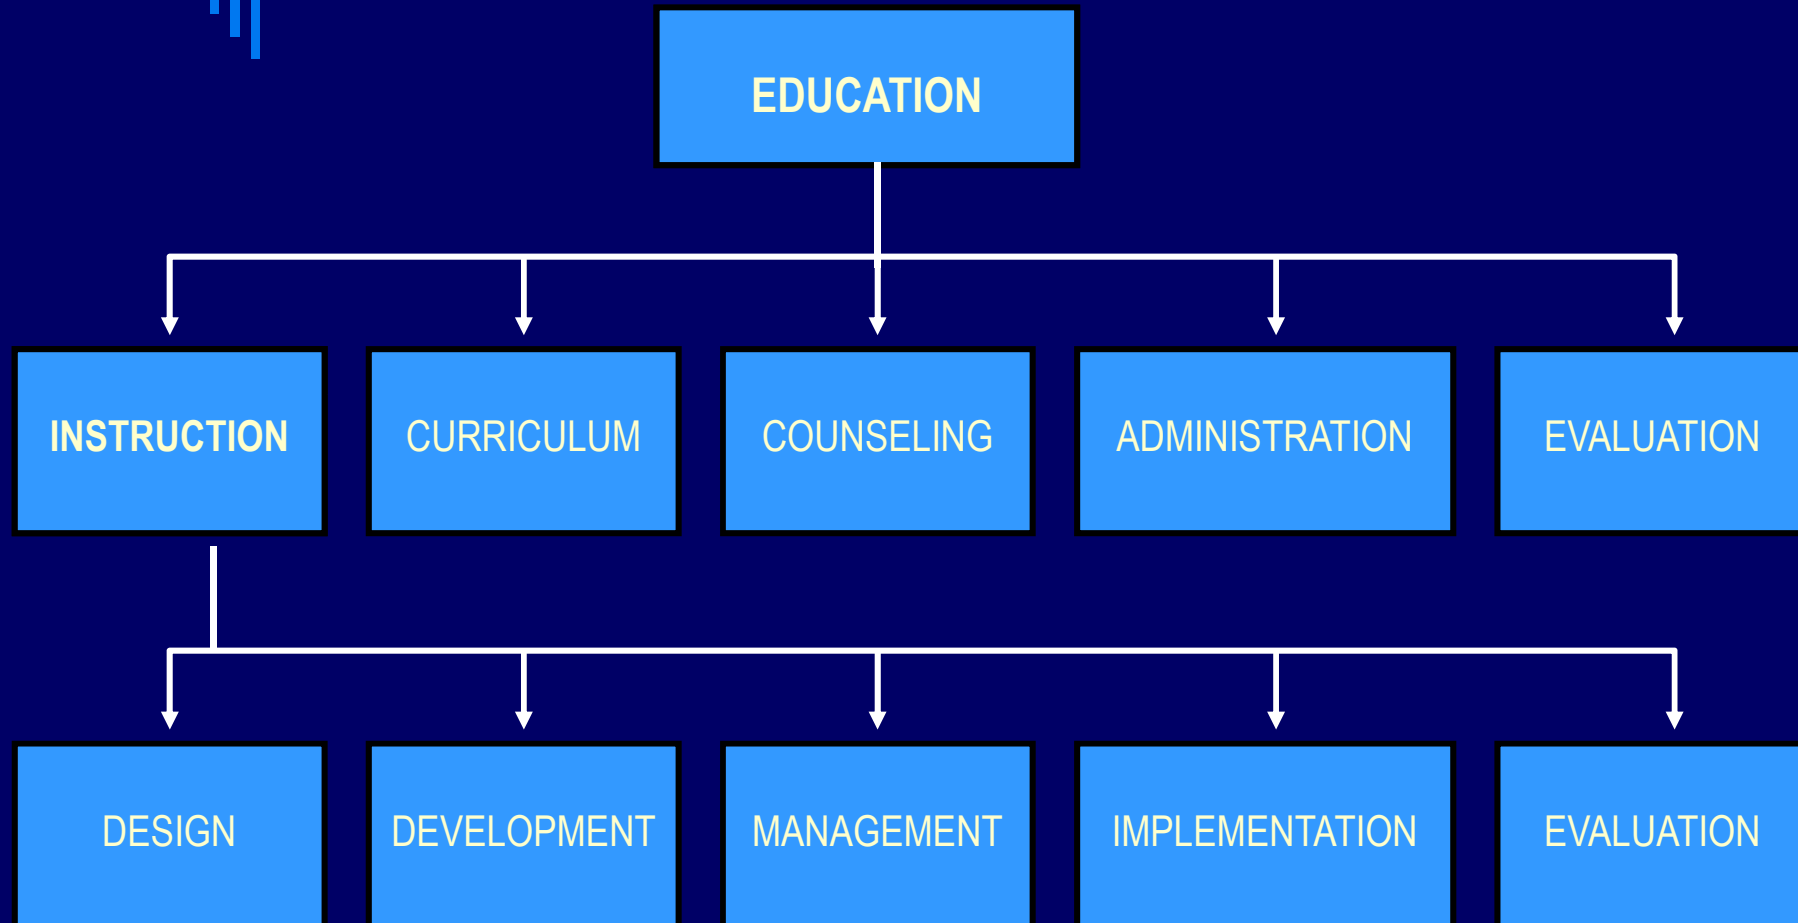 EDUCATION
INSTRUCTION
CURRICULUM
COUNSELING
ADMINISTRATION
EVALUATION
DESIGN
DEVELOPMENT
MANAGEMENT
IMPLEMENTATION
EVALUATION